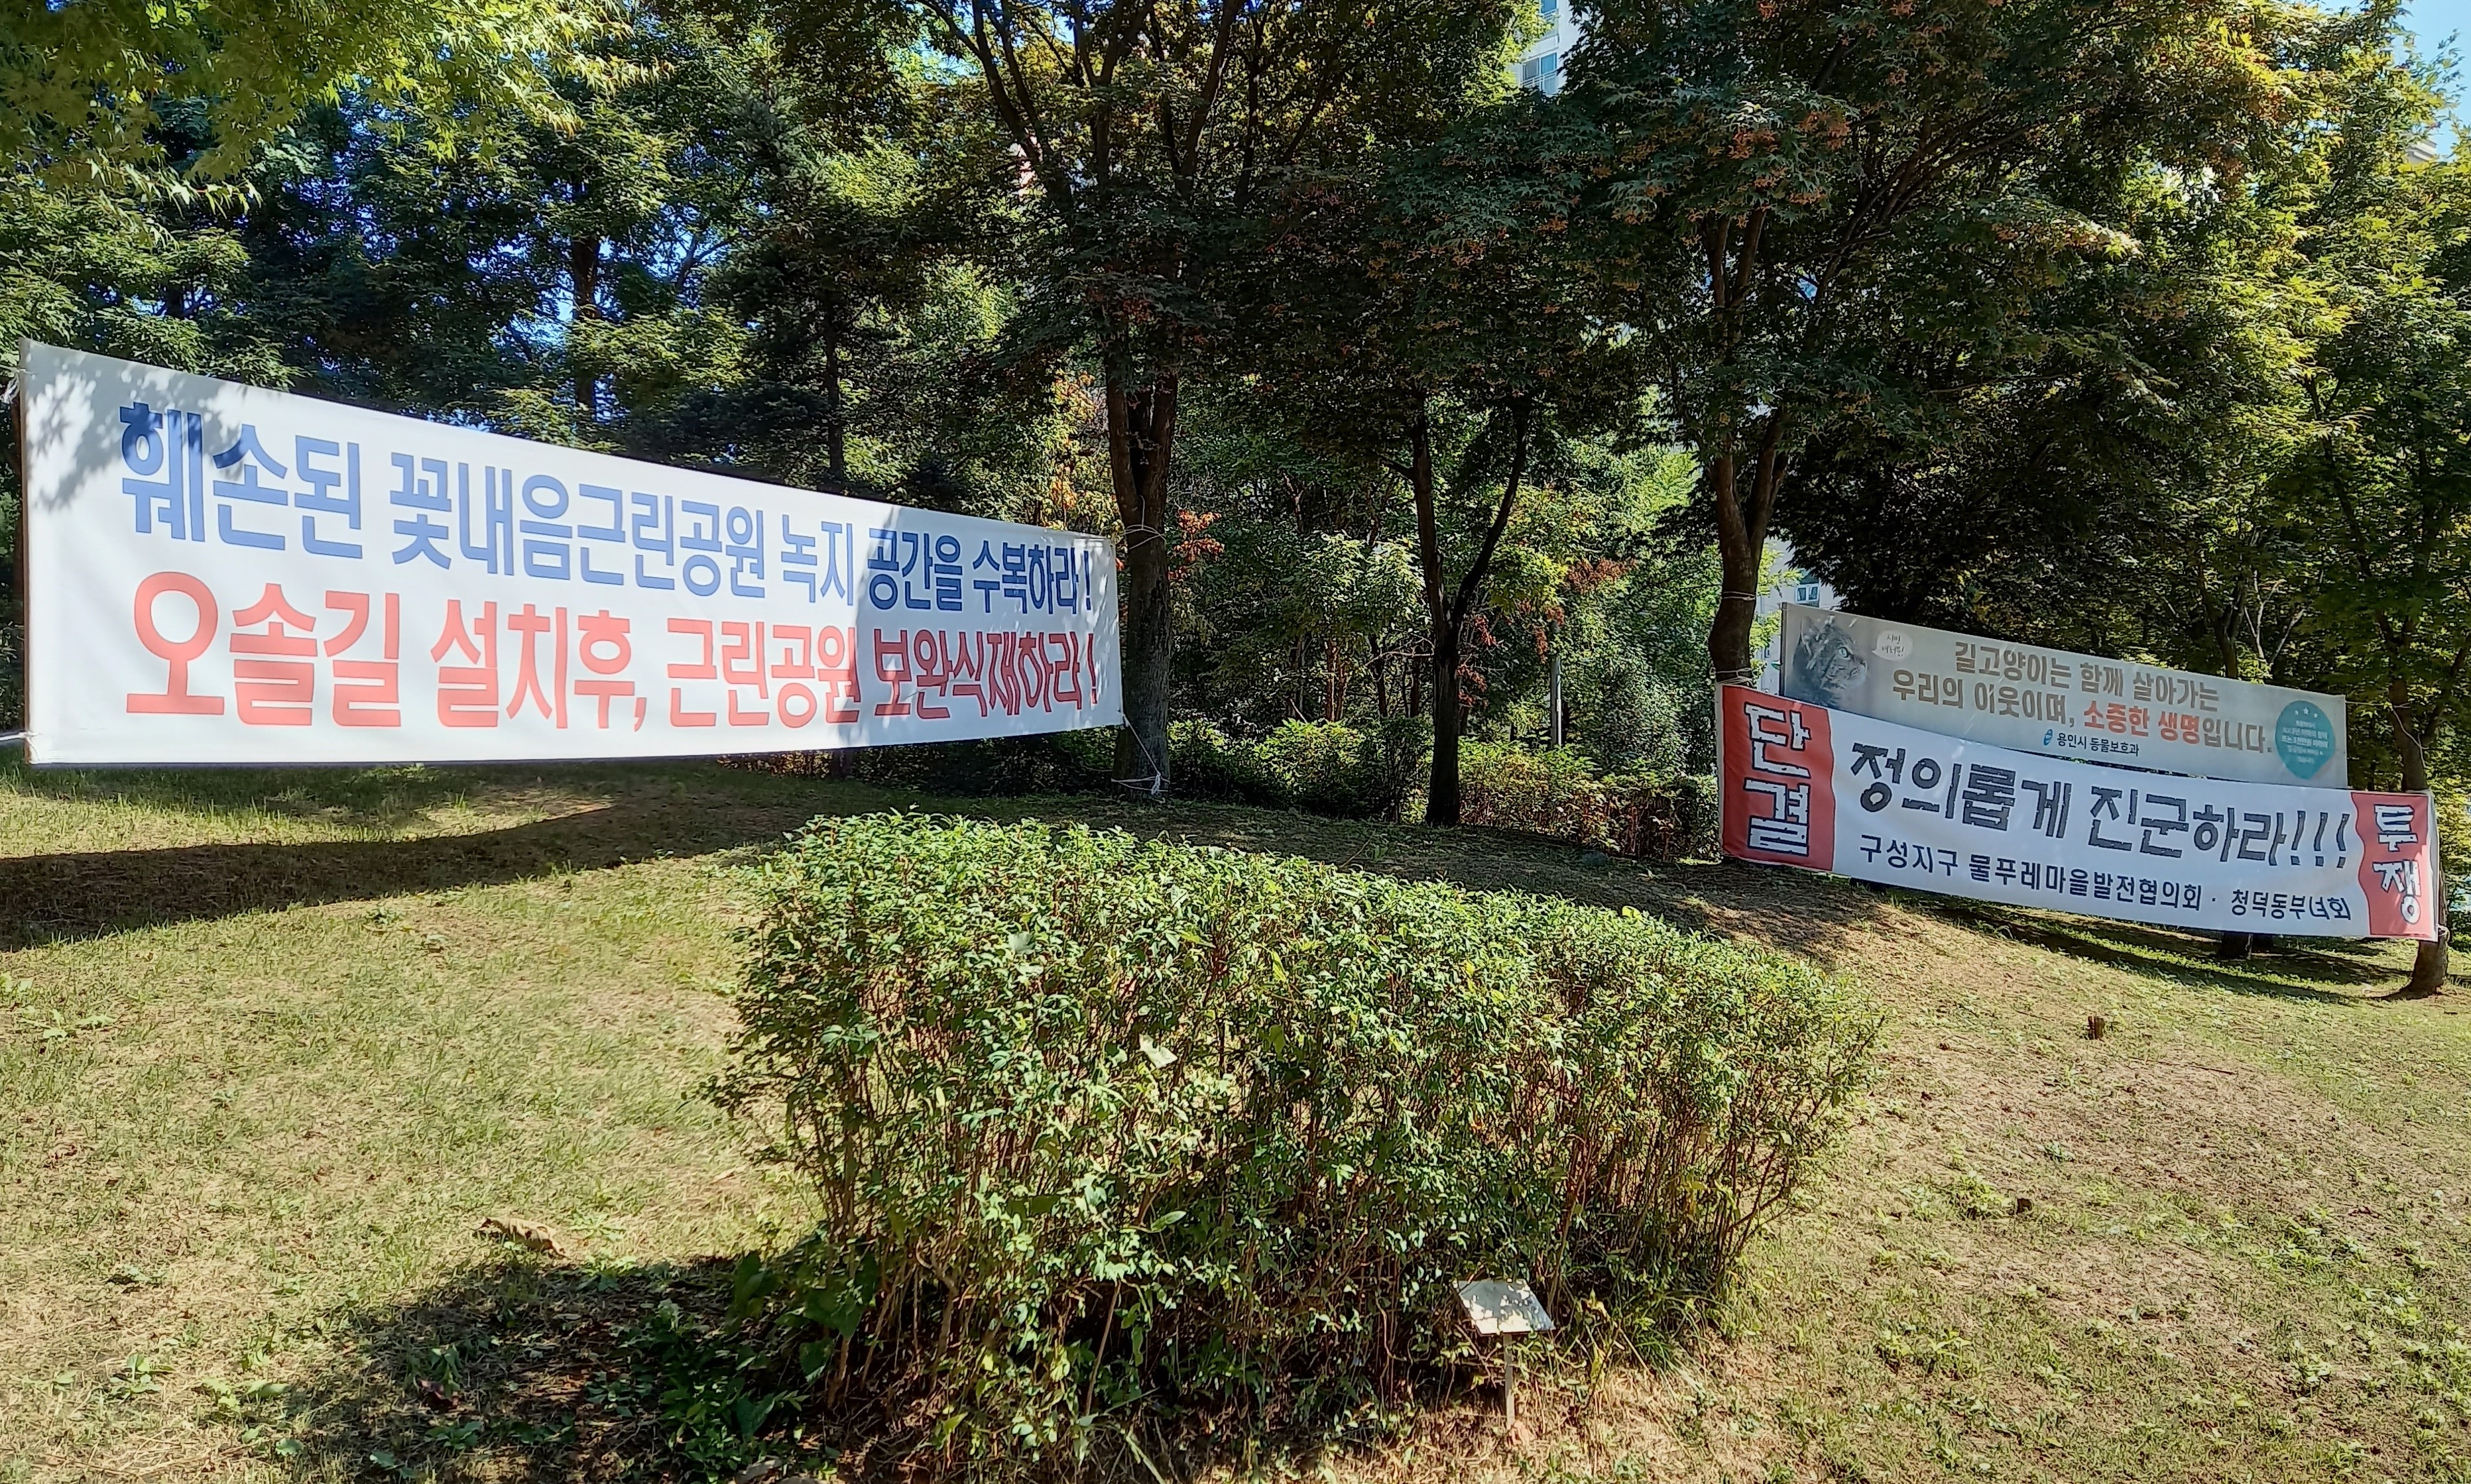 훼손된 꽃내음근린공원 녹지 공간을 수복하라!
오솔길 설치후, 근린공원 보완식재하라!
길고양이는 함께 살아가는
우리의 이웃이며, 소중한 생명입니다.
용인시 동물보호과
단결
정의롭게 진군하라!!!
구성지구 물푸레마을발전협의회 · 청덕동부녀회
투쟁